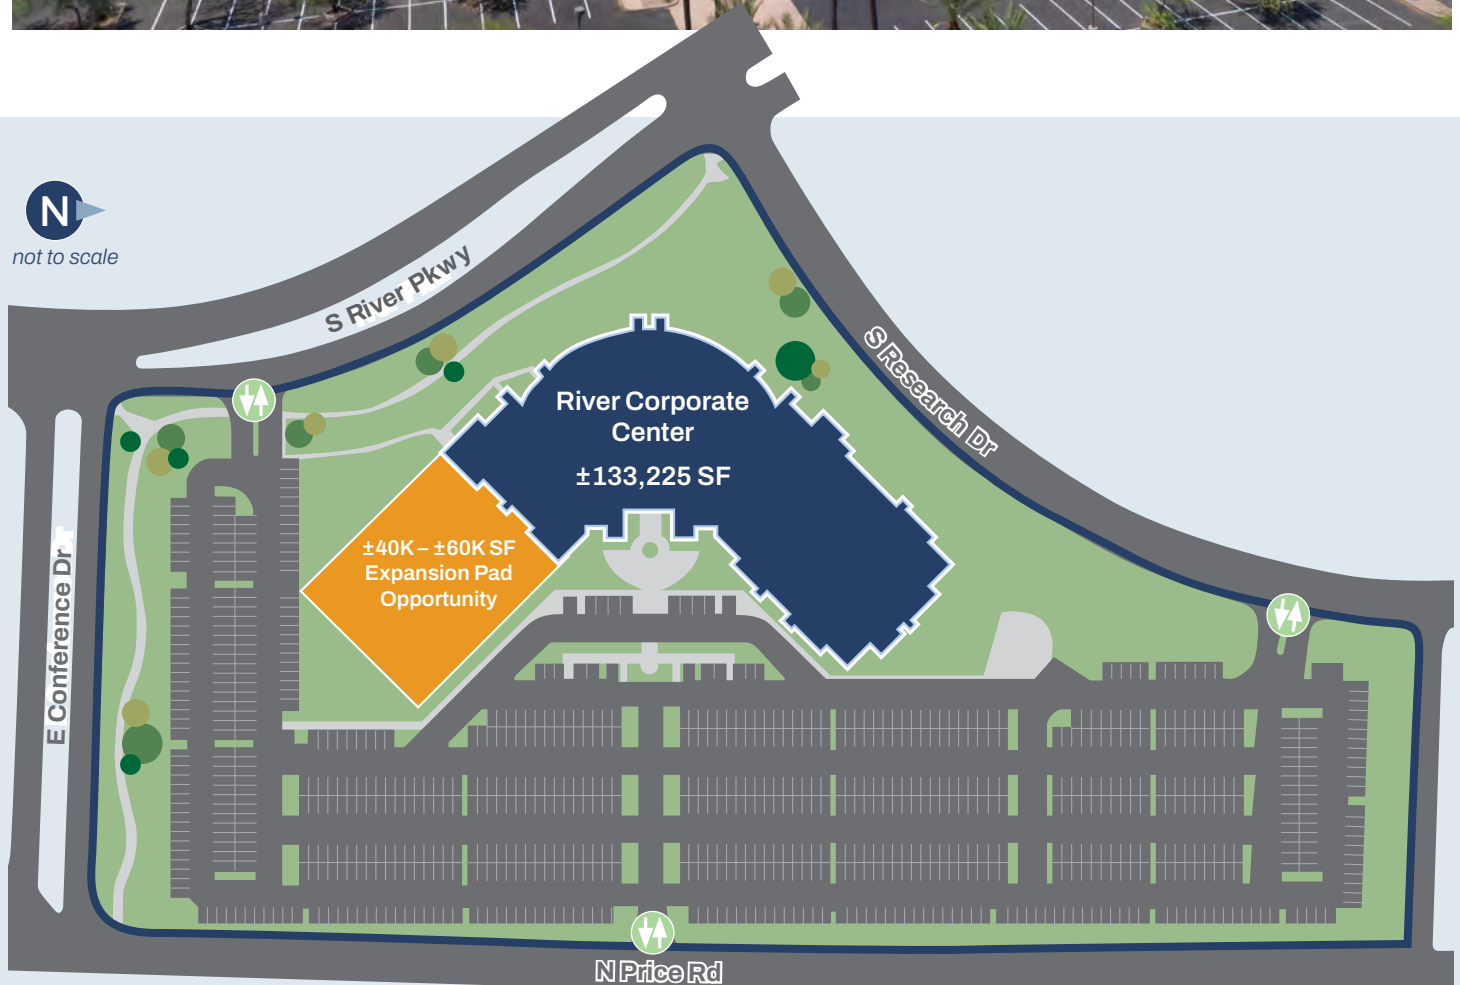 N
not to scale
S River Pkwy
S Research Dr
River Corporate
Center
±133,225 SF
±40K – ±60K SF
Expansion Pad
Opportunity
E Conference Dr
N Price Rd